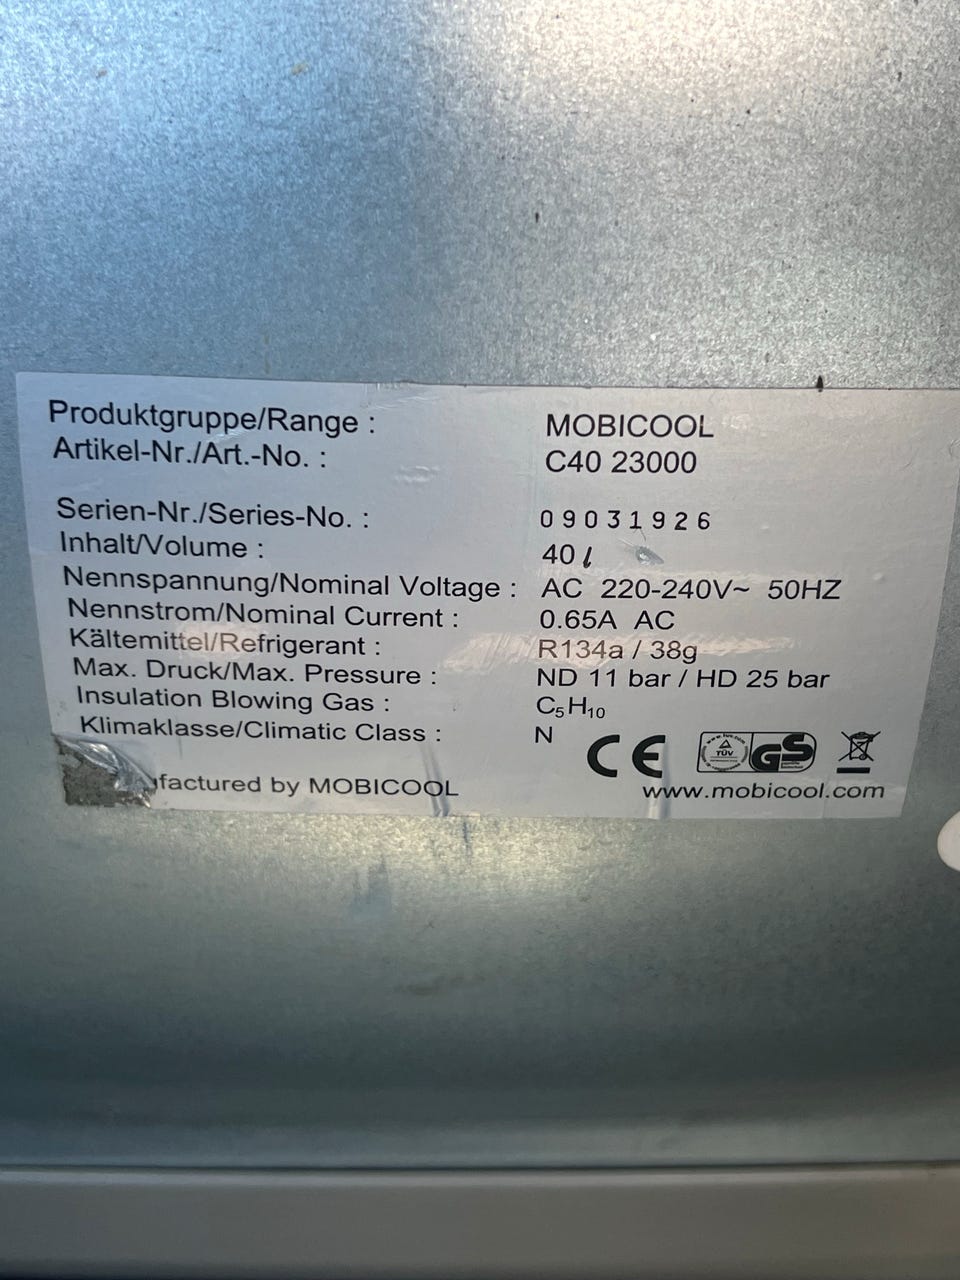 Produktgruppe/Range : MOBICOOL
Artikel-Nr./Art.-No. : C40 23000
Serien-Nr./Series-No. : 09031926
Inhalt/Volume : 40 l
Nennspannung/Nominal Voltage : AC 220-240V~ 50HZ
Nennstrom/Nominal Current : 0.65A AC
Kältemittel/Refrigerant : R134a / 38g
Max. Druck/Max. Pressure : ND 11 bar / HD 25 bar
Insulation Blowing Gas : C₅H₁₀
Klimaklasse/Climatic Class : N
CE TÜV GS
factured by MOBICOOL
www.mobicool.com